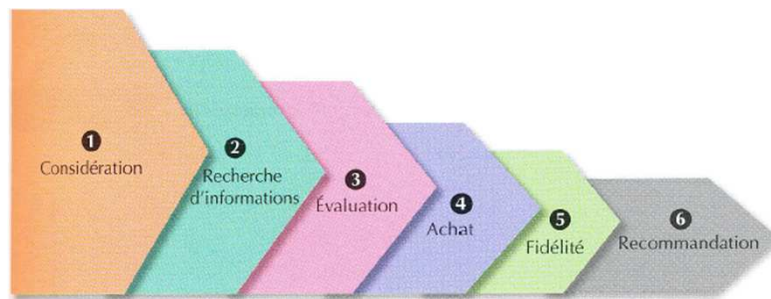 1
Considération
2
Recherche
d'informations
3
Évaluation
4
Achat
5
Fidélité
6
Recommandation